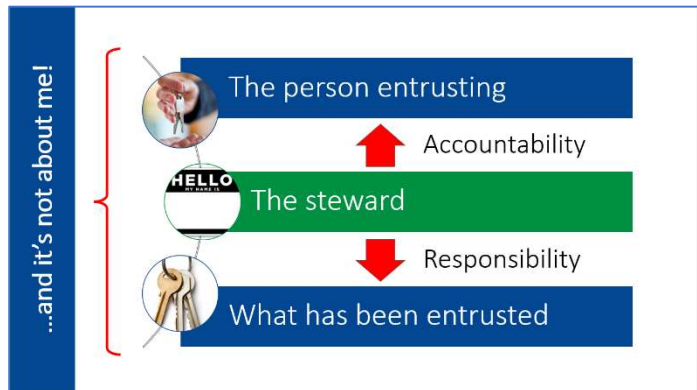 ...and it's not about me!
The person entrusting
Accountability
HELLO
MY NAME IS
The steward
Responsibility
What has been entrusted